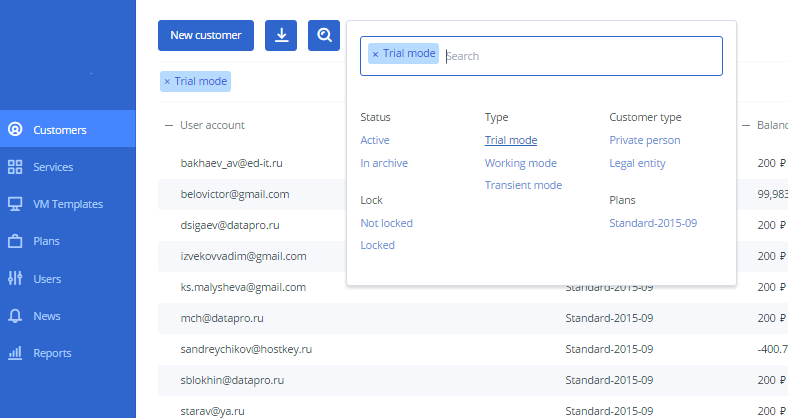 New customer
× Trial mode Search
× Trial mode
Status Type Customer type
Customers
— User account
— Balanc
Active Trial mode Private person
bakhaev_av@ed-it.ru
200 ₽
In archive Working mode Legal entity
Services
Transient mode
belovictor@gmail.com
99,983
VM Templates
Lock Plans
dsigaev@datapro.ru
200 ₽
Not locked Standard-2015-09
Plans
Locked
izvekovvadim@gmail.com
200 ₽
Users
ks.malysheva@gmail.com Standard-2015-09 200 ₽
News
mch@datapro.ru Standard-2015-09 200 ₽
Reports
sandreychikov@hostkey.ru Standard-2015-09 -400.7
sblokhin@datapro.ru Standard-2015-09 200 ₽
starav@ya.ru Standard-2015-09 200 ₽